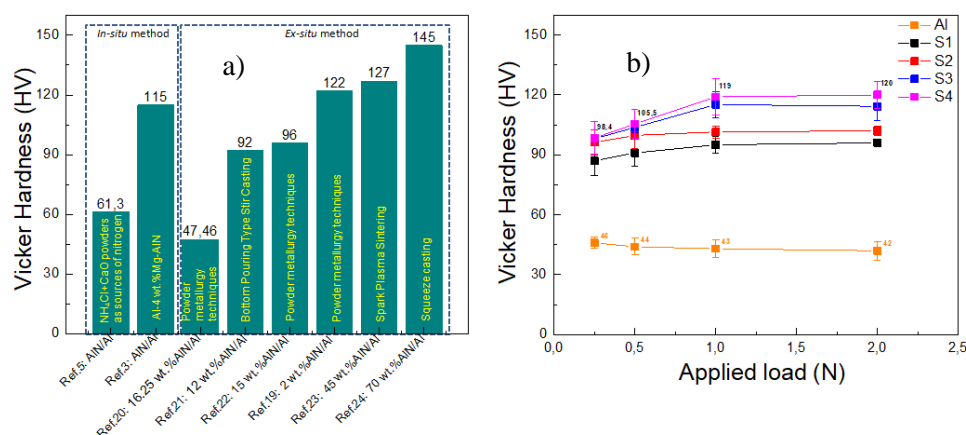 In-situ method
Ex-situ method
a)
Vicker Hardness (HV)
150
120
90
60
30
0
61,3
115
47,46
92
96
122
127
145
NH₄Cl+CaO powders
as sources of nitrogen
Al-4 wt.%Mg-AlN
Powder
metallurgy
techniques
Bottom Pouring Type Stir Casting
Powder metallurgy techniques
Powder metallurgy techniques
Spark Plasma Sintering
Squeeze casting
Ref.5: AlN/Al
Ref.3: AlN/Al
Ref.20: 16.25 wt.%AlN/Al
Ref.21: 12 wt.%AlN/Al
Ref.22: 15 wt.%AlN/Al
Ref.19: 2 wt.%AlN/Al
Ref.23: 45 wt.%AlN/Al
Ref.24: 70 wt.%AlN/Al
b)
Vicker Hardness (HV)
150
120
90
60
30
0
Al
S1
S2
S3
S4
98,4
105,5
119
120
46
44
43
42
0,0
0,5
1,0
1,5
2,0
Applied load (N)